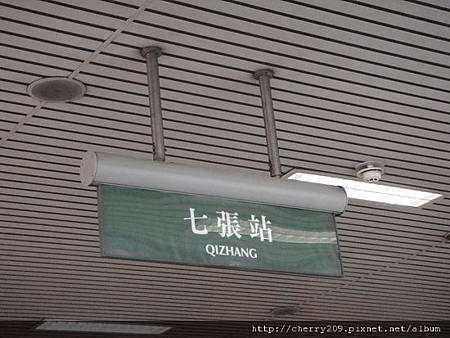 七張站
QIZHANG
http://cherry209.pixnet.net/album